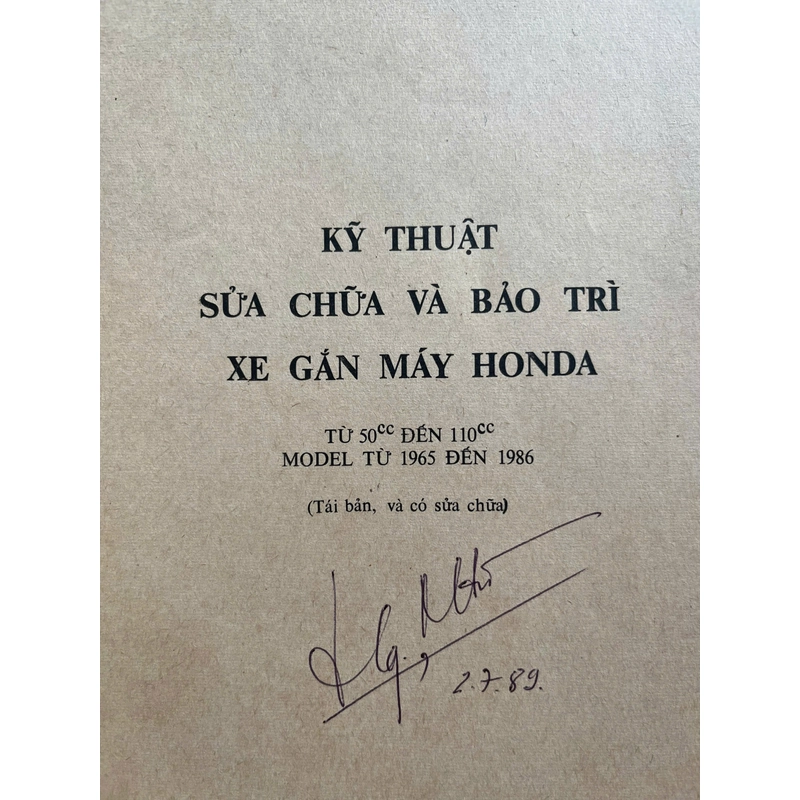 KỸ THUẬT
SỬA CHỮA VÀ BẢO TRÌ
XE GẮN MÁY HONDA
TỪ 50cc ĐẾN 110cc
MODEL TỪ 1965 ĐẾN 1986
(Tái bản, và có sửa chữa)
2.7.89.